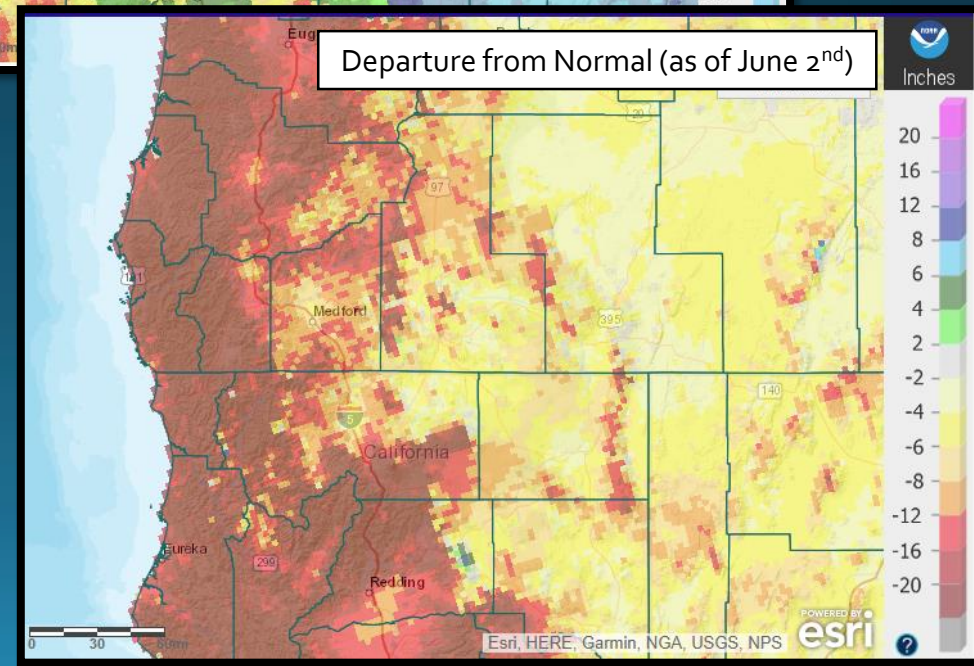 Eug
Departure from Normal (as of June 2nd)
NOAA
Inches
20
16
12
8
6
4
2
-2
-4
-6
-8
-12
-16
-20
20
97
101
Medford
395
140
5
California
Eureka
299
Redding
0 30 60mi
Esri, HERE, Garmin, NGA, USGS, NPS
POWERED BY
esri
?